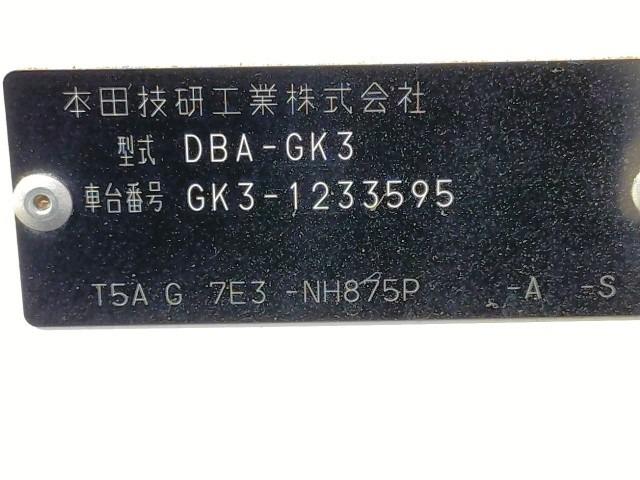 本田技研工業株式会社
型式 DBA-GK3
車台番号 GK3-1233595
T5A G 7E3 -NH875P -A -S